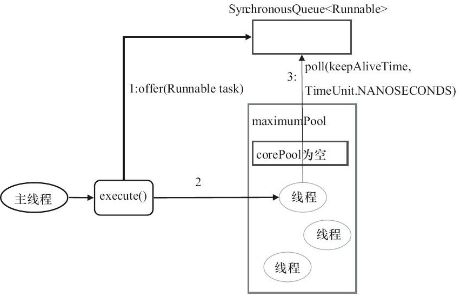 SynchronousQueue<Runnable>
1:offer(Runnable task)
3:
poll(keepAliveTime,
TimeUnit.NANOSECONDS)
maximumPool
corePool为空
主线程
execute()
2
线程
线程
线程